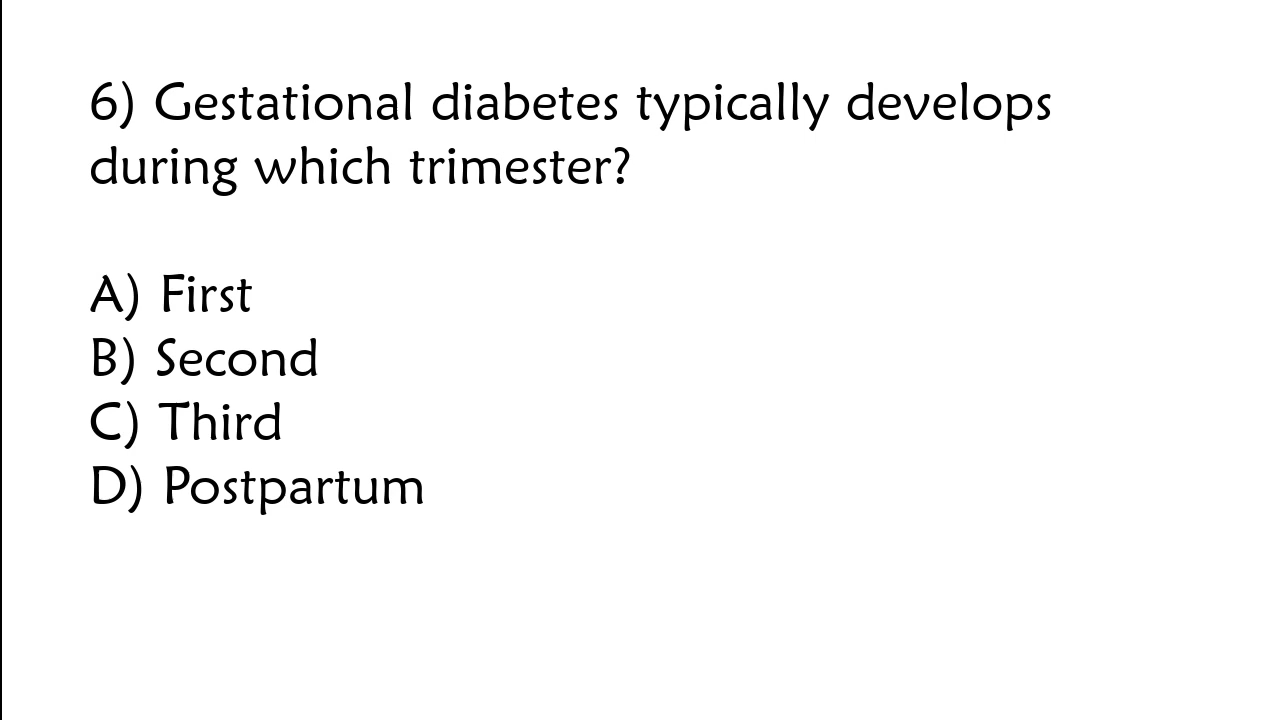 6) Gestational diabetes typically develops
during which trimester?
A) First
B) Second
C) Third
D) Postpartum